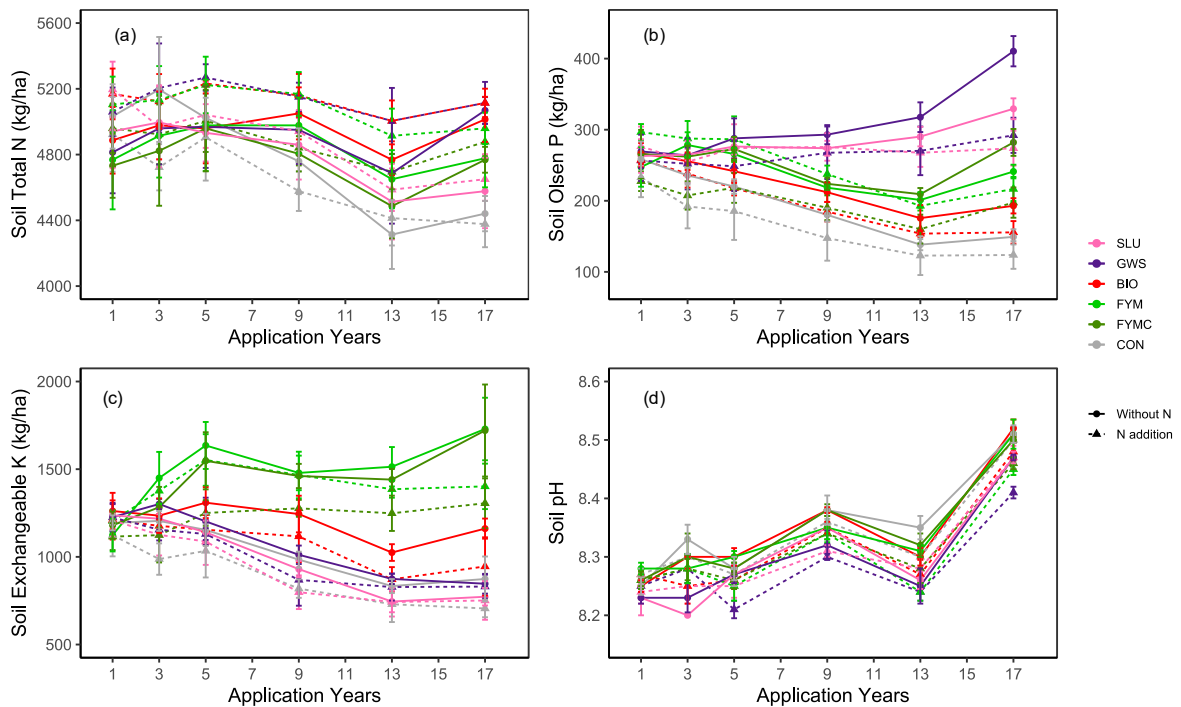 (a)
Soil Total N (kg/ha)
5600
5200
4800
4400
4000
1 3 5 7 9 11 13 15 17
Application Years
(b)
Soil Olsen P (kg/ha)
400
300
200
100
1 3 5 7 9 11 13 15 17
Application Years
(c)
Soil Exchangeable K (kg/ha)
2000
1500
1000
500
1 3 5 7 9 11 13 15 17
Application Years
(d)
Soil pH
8.6
8.5
8.4
8.3
8.2
1 3 5 7 9 11 13 15 17
Application Years
SLU
GWS
BIO
FYM
FYMC
CON
Without N
N addition